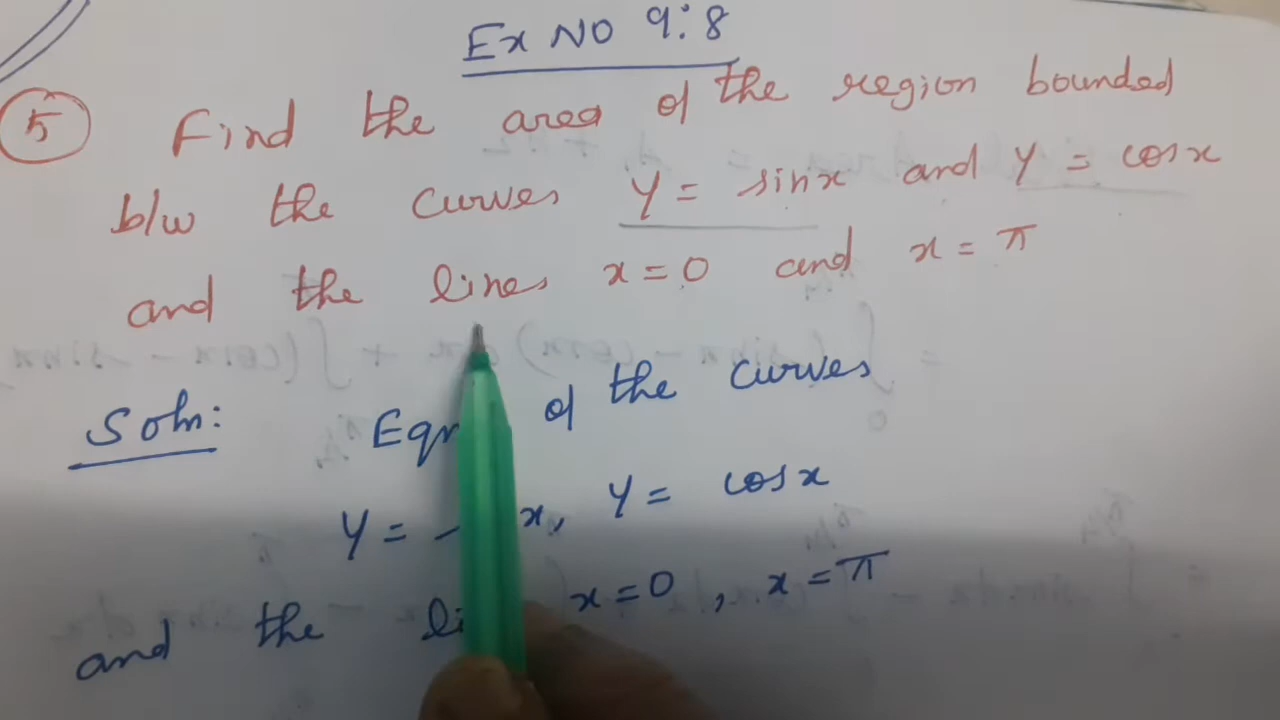 Ex NO 9:8
5 Find the area of the region bounded
b/w the curves y = sinx and y = cosx
and the lines x = 0 and x = π
Soln: Eqn of the curves
y = x, y = cosx
and the x = 0, x = π